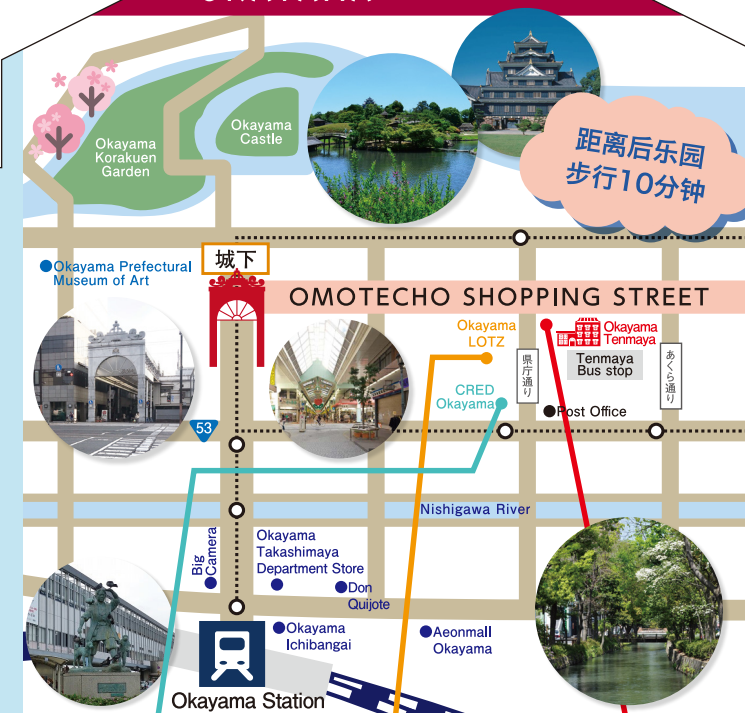 Okayama
Korakuen
Garden
Okayama
Castle
距离后乐园
步行10分钟
城下
Okayama Prefectural
Museum of Art
OMOTECHO SHOPPING STREET
Okayama
LOTZ
Okayama
Tenmaya
Tenmaya
Bus stop
県庁通り
あくら通り
CRED
Okayama
Post Office
53
Nishigawa River
Big
Camera
Okayama
Takashimaya
Department Store
Don
Quijote
Okayama
Ichibangai
Aeonmall
Okayama
Okayama Station